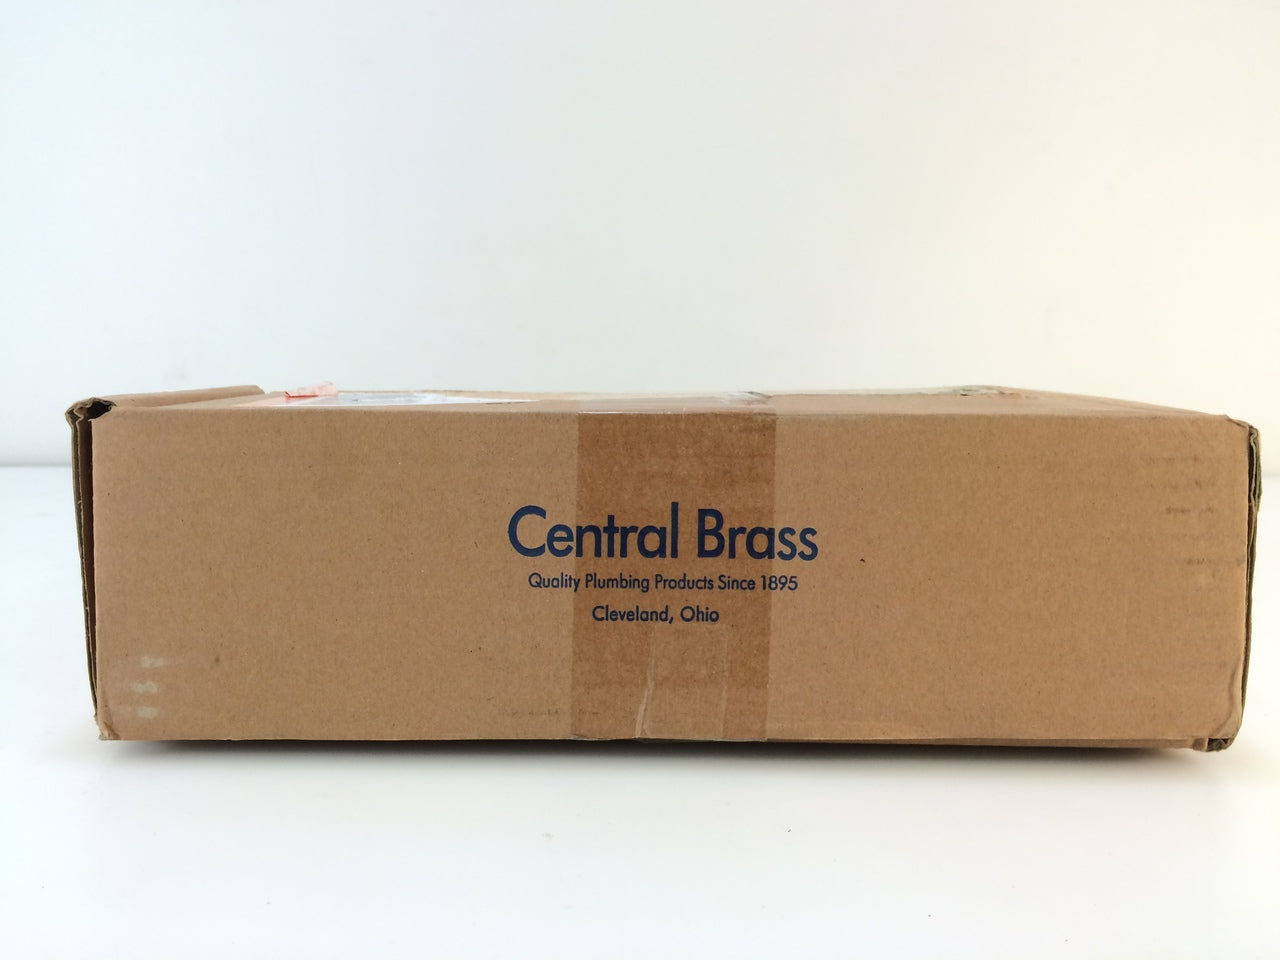 Central Brass
Quality Plumbing Products Since 1895
Cleveland, Ohio